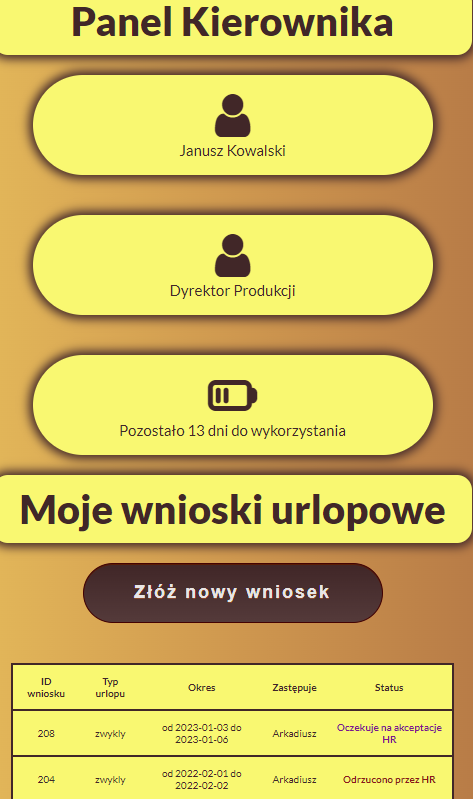 Panel Kierownika
Janusz Kowalski
Dyrektor Produkcji
Pozostało 13 dni do wykorzystania
Moje wnioski urlopowe
Złóż nowy wniosek
ID wniosku Typ urlopu Okres Zastępuje Status
208 zwykly od 2023-01-03 do 2023-01-06 Arkadiusz Oczekuje na akceptacje HR
204 zwykly od 2022-02-01 do 2022-02-02 Arkadiusz Odrzucono przez HR